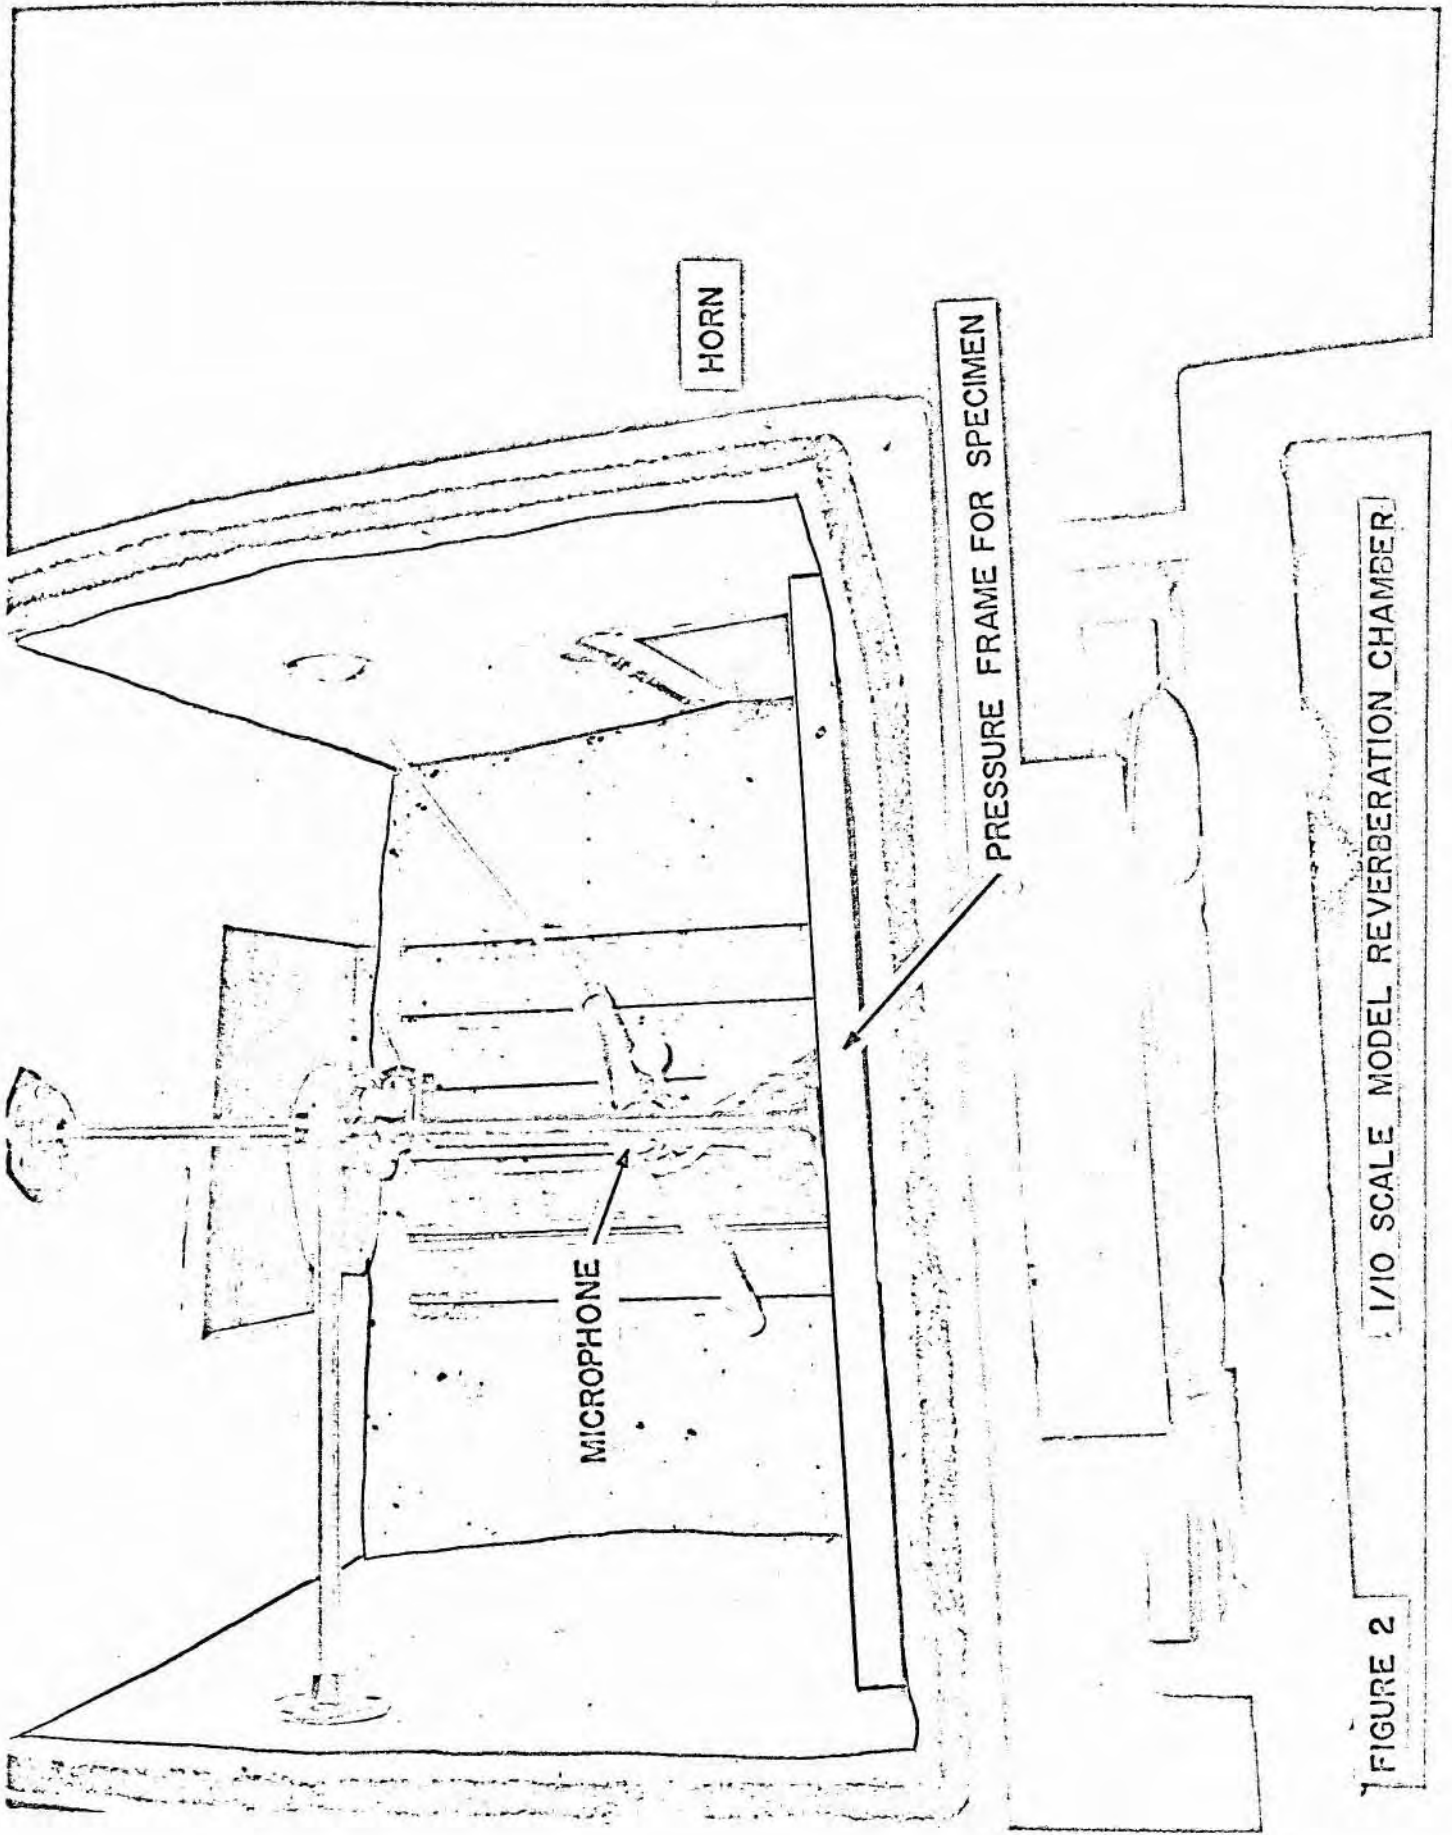 HORN
MICROPHONE
PRESSURE FRAME FOR SPECIMEN
FIGURE 2
1/10 SCALE MODEL REVERBERATION CHAMBER